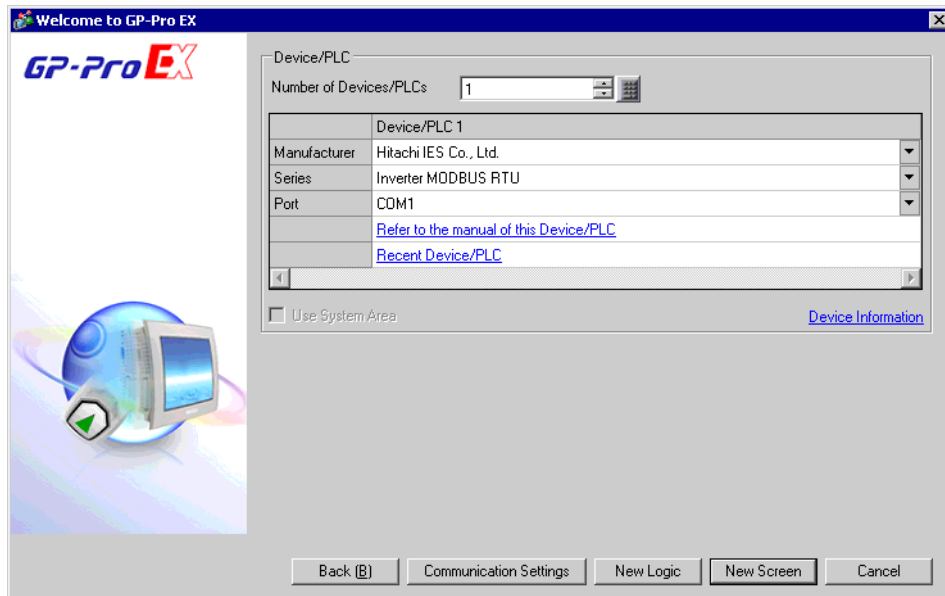 Welcome to GP-Pro EX
GP-Pro EX
Device/PLC
Number of Devices/PLCs 1
Device/PLC 1
Manufacturer Hitachi IES Co., Ltd.
Series Inverter MODBUS RTU
Port COM1
Refer to the manual of this Device/PLC
Recent Device/PLC
Use System Area Device Information
Back (B) Communication Settings New Logic New Screen Cancel